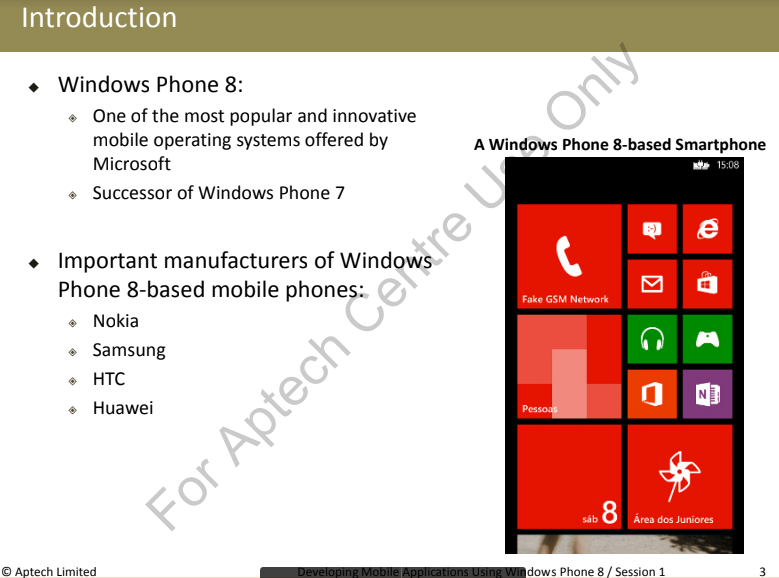 Introduction
Windows Phone 8:
One of the most popular and innovative
mobile operating systems offered by
Microsoft
Successor of Windows Phone 7
Important manufacturers of Windows
Phone 8-based mobile phones:
Nokia
Samsung
HTC
Huawei
A Windows Phone 8-based Smartphone
15:08
Fake GSM Network
Pessoas
sáb 8
Área dos Juniores
N
For Aptech Centre Use Only
© Aptech Limited
Developing Mobile Applications Using Windows Phone 8 / Session 1
3